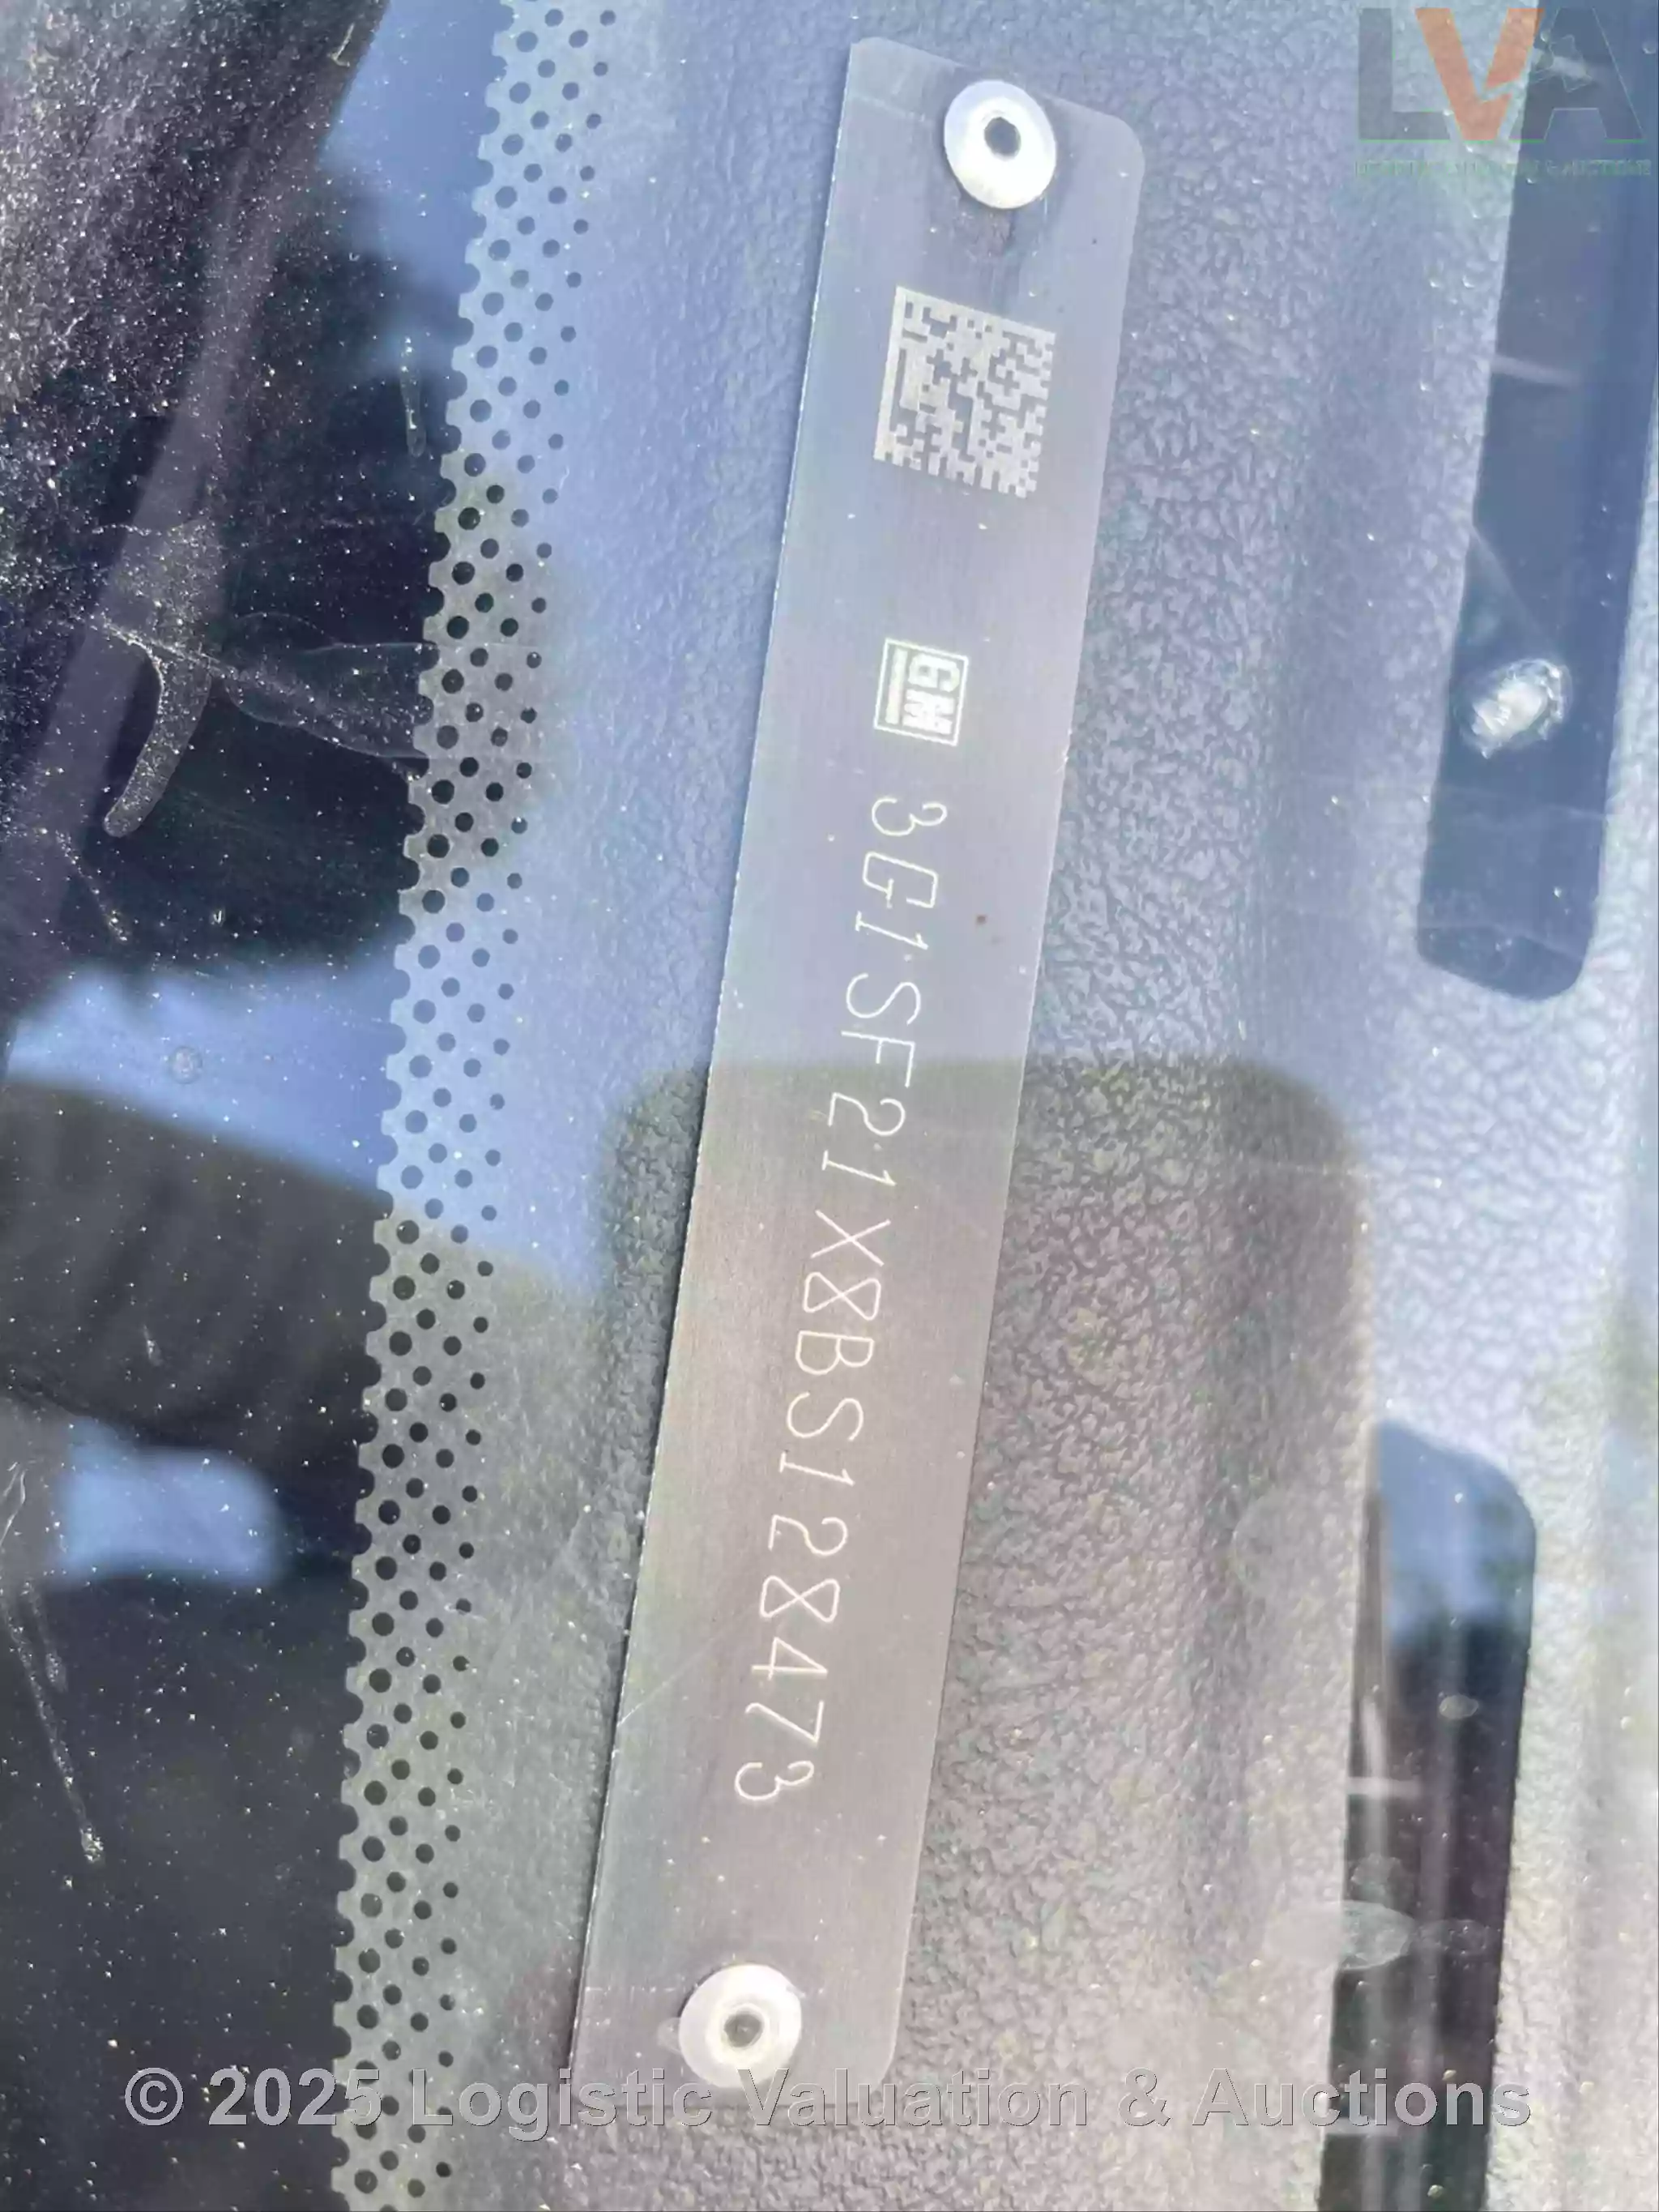 LVA
GM
3G1SF21X8BS128473
© 2025 Logistic Valuation & Auctions